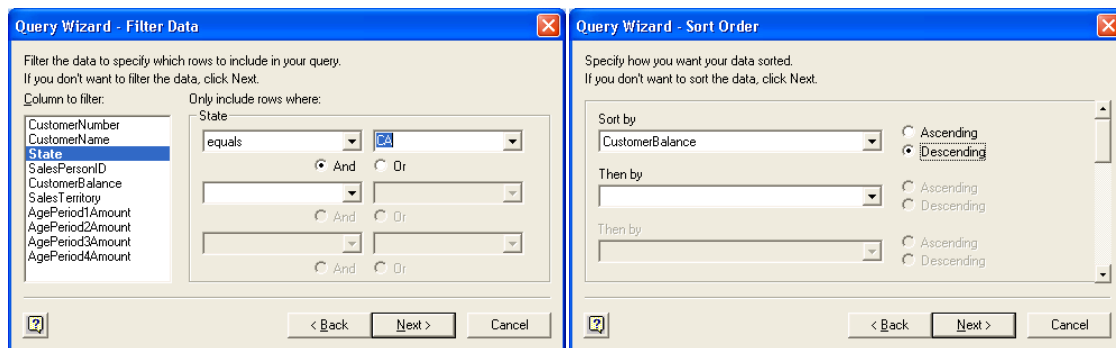 Query Wizard - Filter Data
Filter the data to specify which rows to include in your query.
If you don't want to filter the data, click Next.
Column to filter:
Only include rows where:
CustomerNumber
CustomerName
State
SalesPersonID
CustomerBalance
SalesTerritory
AgePeriod1Amount
AgePeriod2Amount
AgePeriod3Amount
AgePeriod4Amount
State
equals
CA
And
Or
And
Or
And
Or
?
< Back
Next >
Cancel
Query Wizard - Sort Order
Specify how you want your data sorted.
If you don't want to sort the data, click Next.
Sort by
CustomerBalance
Ascending
Descending
Then by
Ascending
Descending
Then by
Ascending
Descending
?
< Back
Next >
Cancel